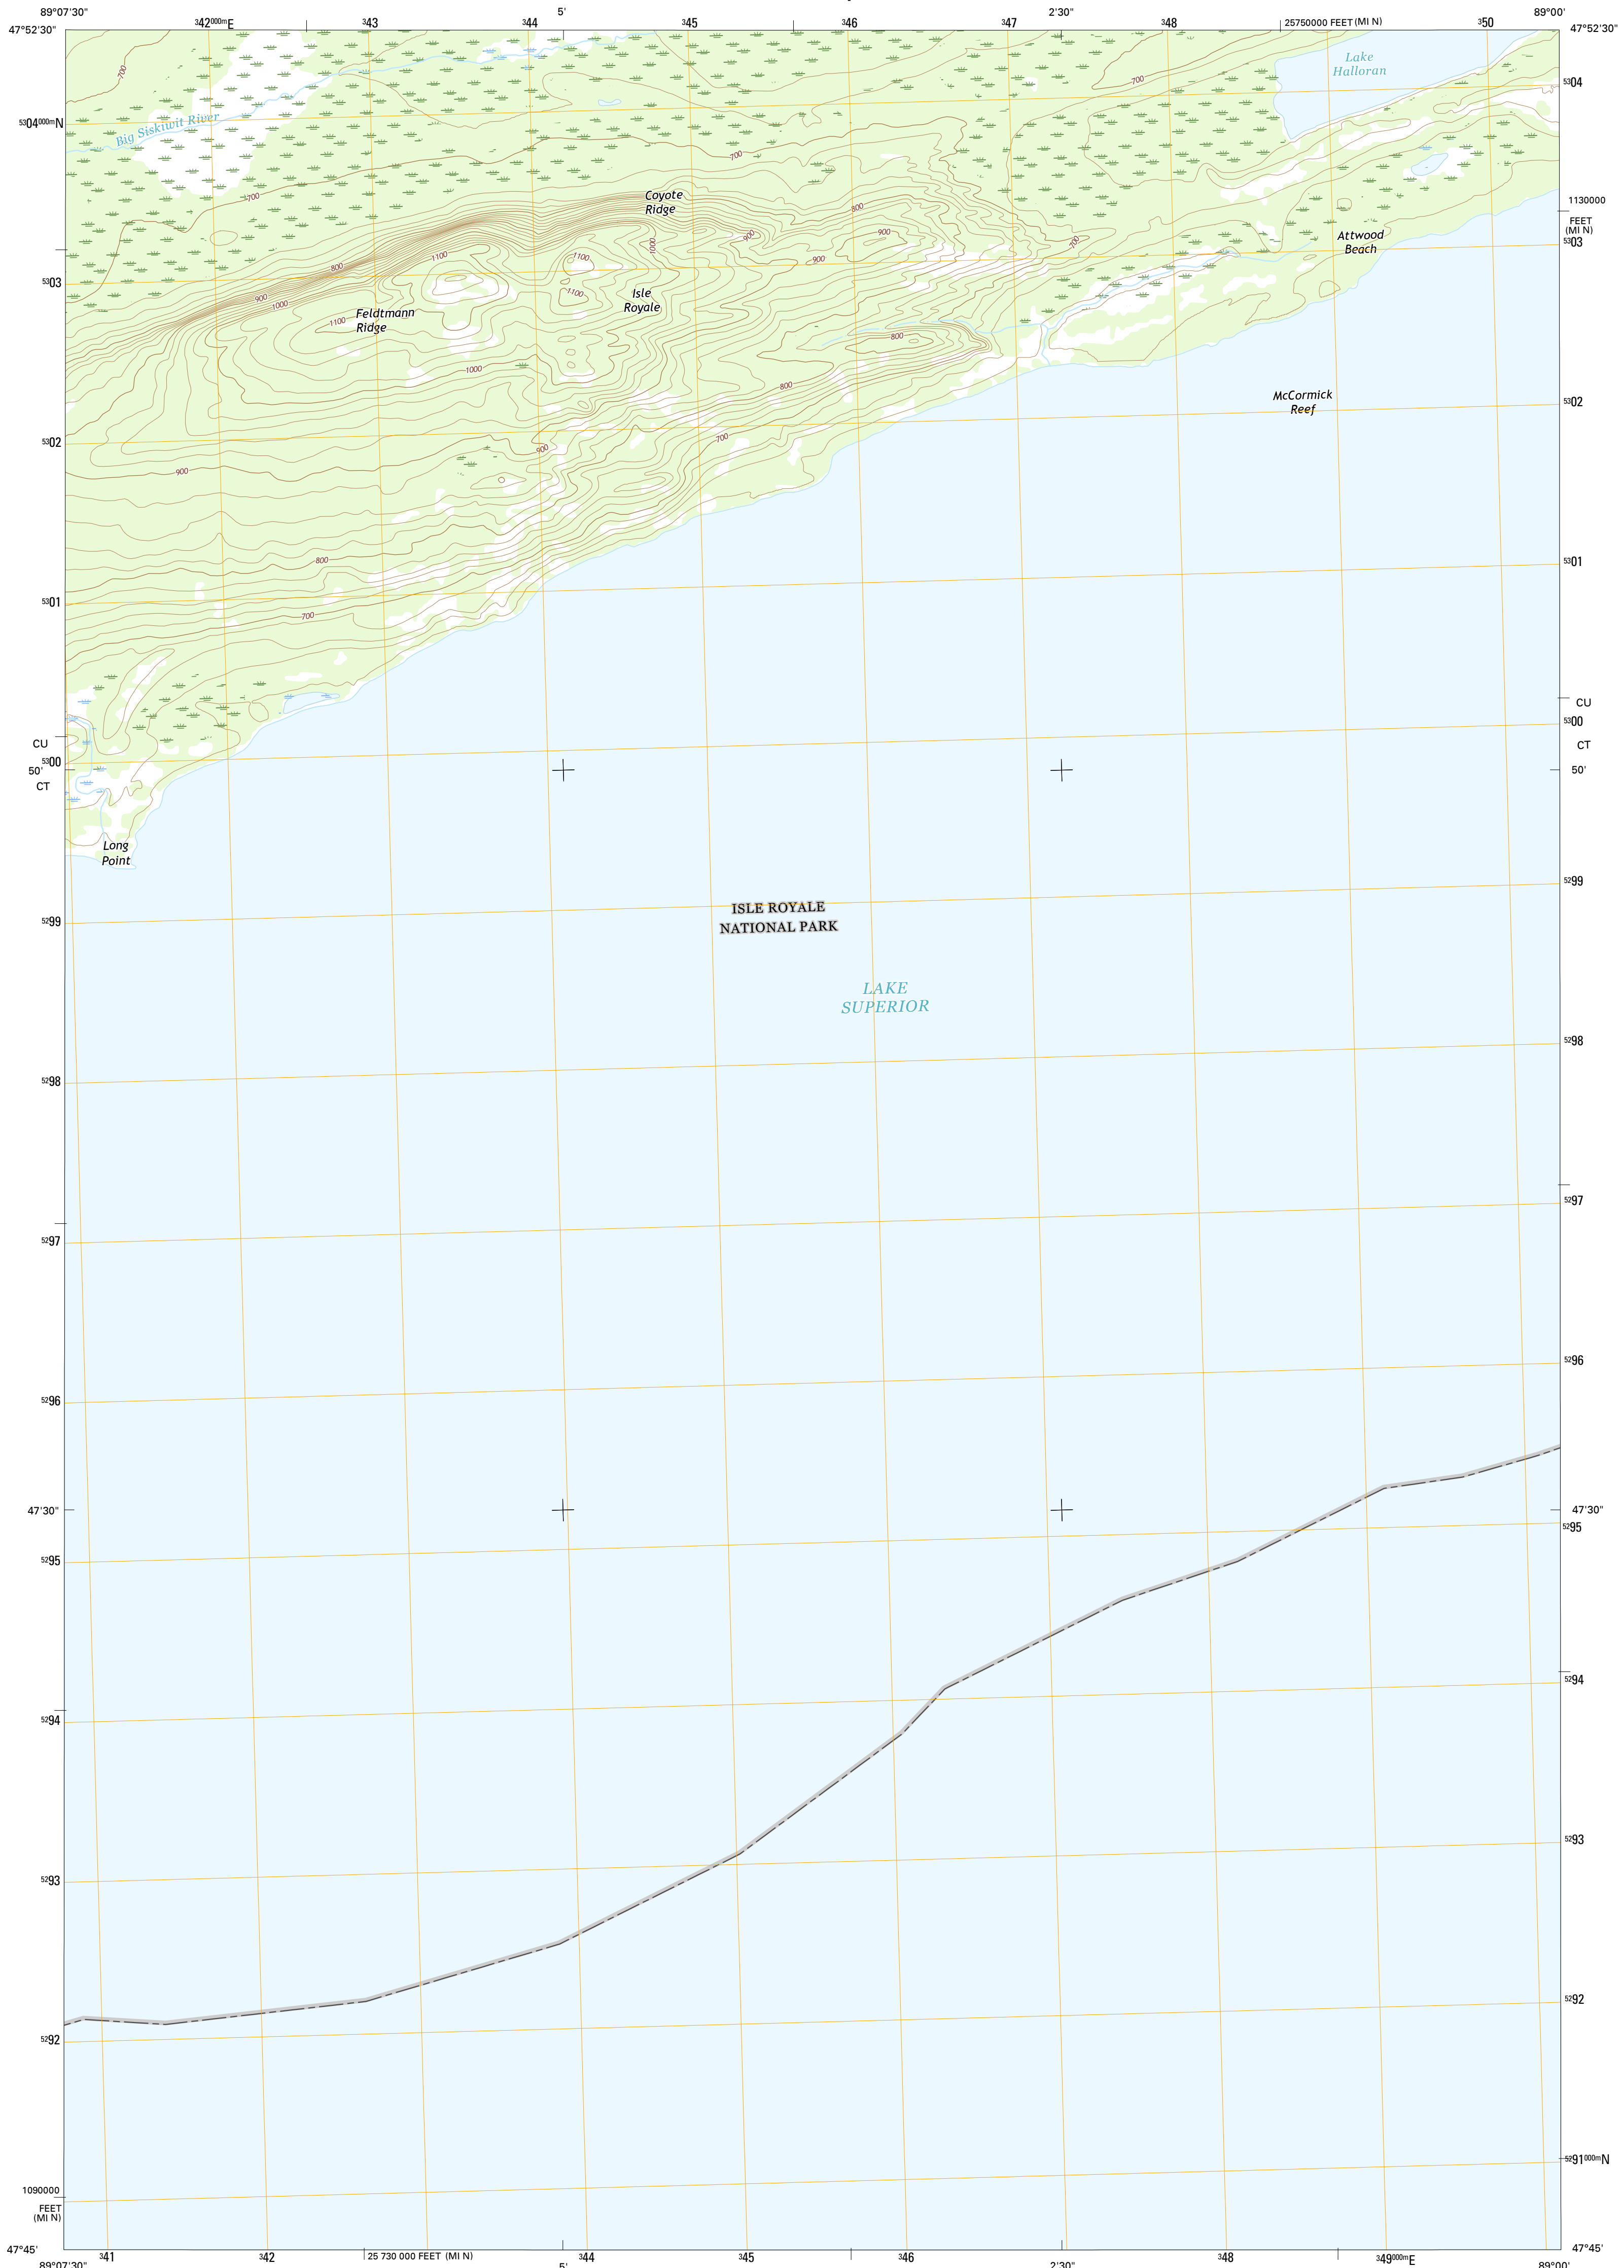 89°07'30"
5'
2'30"
89°00'
47°52'30"
342000mE
343
344
345
346
347
348
25750000 FEET (MI N)
350
47°52'30"
Lake
Halloran
700
700
5304
5304000mN
Big Siskiwit River
700
700
Coyote
Ridge
800
1130000
FEET
(MI N)
5303
Attwood
Beach
900
900
1000
700
1100
1100
900
800
5303
1100
Isle
Royale
900
1000
Feldtmann
Ridge
1100
800
1000
800
McCormick
Reef
5302
700
5302
900
900
5301
800
5301
700
CU
5300
CT
CU
5300
50'
CT
50'
Long
Point
5299
ISLE ROYALE
NATIONAL PARK
5299
LAKE
SUPERIOR
5298
5298
5297
5297
5296
5296
47'30"
47'30"
5295
5295
5294
5294
5293
5293
5292
5292
5291000mN
1090000
FEET
(MI N)
47°45'
341
342
25 730 000 FEET (MI N)
344
345
346
348
349000mE
47°45'
89°07'30"
5'
2'30"
89°00'